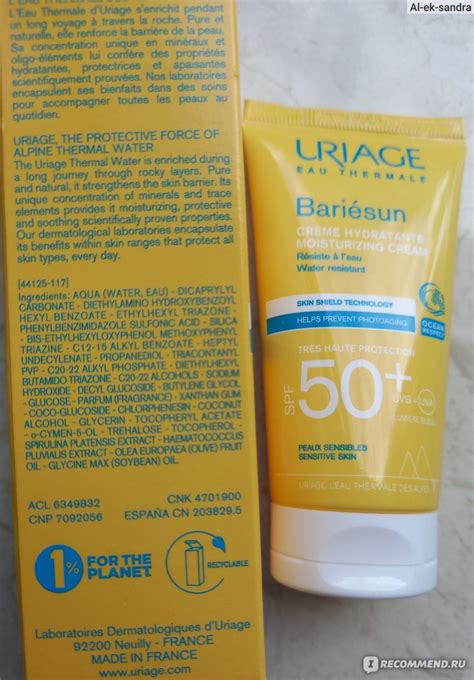 Al-ek-sandra
L'Eau Thermale d'Uriage s'enrichit pendant
un long voyage à travers la roche. Pure et
naturelle, elle renforce la barrière de la peau.
Sa concentration unique en minéraux et
oligo-éléments lui confère des propriétés
hydratantes, protectrices et apaisantes
scientifiquement prouvées. Nos laboratoires
encapsulent ses bienfaits dans des soins
pour accompagner toutes les peaux au
quotidien.
URIAGE, THE PROTECTIVE FORCE OF
ALPINE THERMAL WATER
The Uriage Thermal Water is enriched during
a long journey through rocky layers. Pure
and natural, it strengthens the skin barrier. Its
unique concentration of minerals and trace
elements provides it moisturizing, protective
and soothing scientifically proven properties.
Our dermatological laboratories encapsulate
its benefits within skin ranges that protect all
skin types, every day.
[44125-117]
Ingredients: AQUA (WATER, EAU) - DICAPRYLYL
CARBONATE - DIETHYLAMINO HYDROXYBENZOYL
HEXYL BENZOATE - ETHYLHEXYL TRIAZONE -
PHENYLBENZIMIDAZOLE SULFONIC ACID - SILICA
- BIS-ETHYLHEXYLOXYPHENOL METHOXYPHENYL
TRIAZINE - C12-15 ALKYL BENZOATE - HEPTYL
UNDECYLENATE - PROPANEDIOL - TRIACONTANYL
PVP - C20-22 ALKYL PHOSPHATE - DIETHYLHEXYL
BUTAMIDO TRIAZONE - C20-22 ALCOHOLS - SODIUM
HYDROXIDE - DECYL GLUCOSIDE - BUTYLENE GLYCOL
- GLUCOSE - PARFUM (FRAGRANCE) - XANTHAN GUM
- COCO-GLUCOSIDE - CHLORPHENESIN - COCONUT
ALCOHOL - GLYCERIN - TOCOPHERYL ACETATE
- o-CYMEN-5-OL - TREHALOSE - TOCOPHEROL -
SPIRULINA PLATENSIS EXTRACT - HAEMATOCOCCUS
PLUVIALIS EXTRACT - OLEA EUROPAEA (OLIVE) FRUIT
OIL - GLYCINE MAX (SOYBEAN) OIL.
ACL 6349832 CNK 4701900
CNP 7092056 ESPAÑA CN 203829.5
1% FOR THE
PLANET
RECYCLABLE
Laboratoires Dermatologiques d'Uriage
92200 Neuilly - FRANCE
MADE IN FRANCE
www.uriage.com
URIAGE
EAU THERMALE
Bariésun
CRÈME HYDRATANTE
MOISTURIZING CREAM
Résiste à l'eau
Water resistant
SKIN SHIELD TECHNOLOGY
HELPS PREVENT PHOTOAGING
OCEAN
RESPECT
TRÈS HAUTE PROTECTION
SPF 50+
UVB + UVA
PEAUX SENSIBLES
SENSITIVE SKIN
URIAGE, L'EAU THERMALE DES ALPES
I RECOMMEND.RU